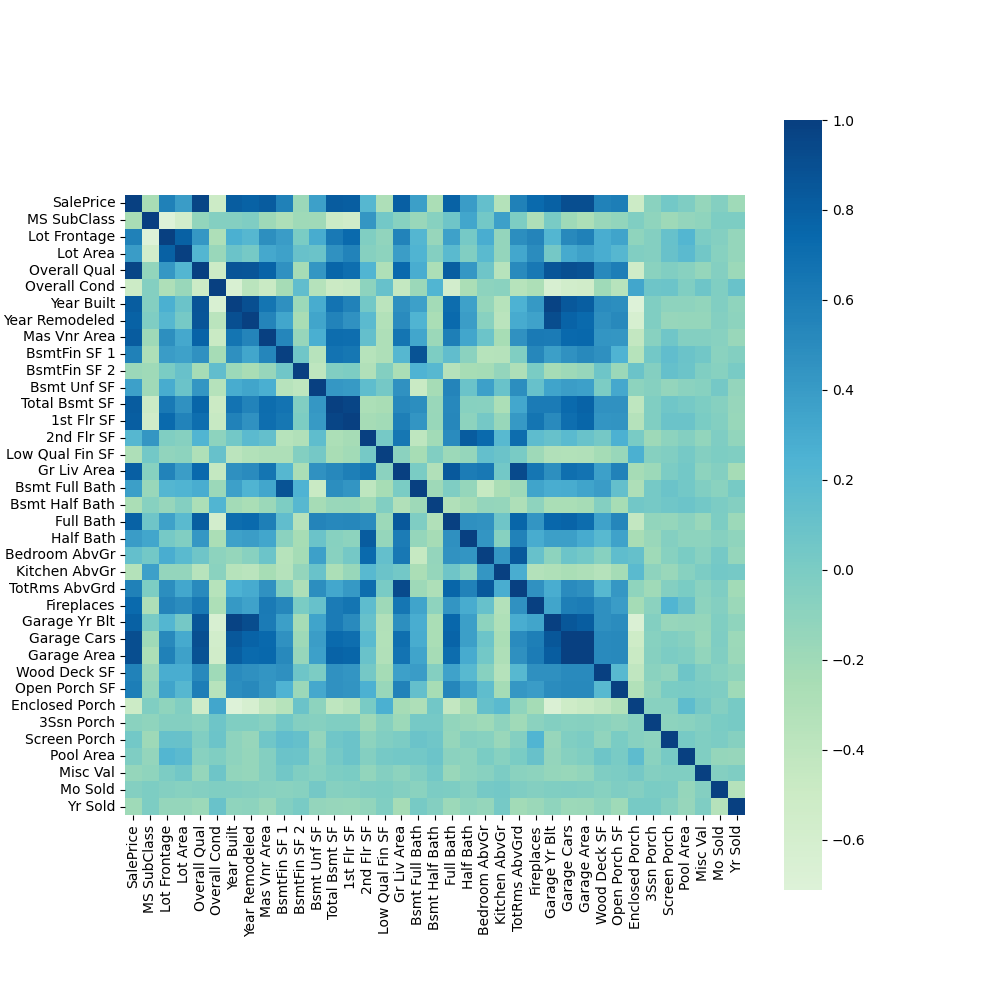 SalePrice
MS SubClass
Lot Frontage
Lot Area
Overall Qual
Overall Cond
Year Built
Year Remodeled
Mas Vnr Area
BsmtFin SF 1
BsmtFin SF 2
Bsmt Unf SF
Total Bsmt SF
1st Flr SF
2nd Flr SF
Low Qual Fin SF
Gr Liv Area
Bsmt Full Bath
Bsmt Half Bath
Full Bath
Half Bath
Bedroom AbvGr
Kitchen AbvGr
TotRms AbvGrd
Fireplaces
Garage Yr Blt
Garage Cars
Garage Area
Wood Deck SF
Open Porch SF
Enclosed Porch
3Ssn Porch
Screen Porch
Pool Area
Misc Val
Mo Sold
Yr Sold
SalePrice
MS SubClass
Lot Frontage
Lot Area
Overall Qual
Overall Cond
Year Built
Year Remodeled
Mas Vnr Area
BsmtFin SF 1
BsmtFin SF 2
Bsmt Unf SF
Total Bsmt SF
1st Flr SF
2nd Flr SF
Low Qual Fin SF
Gr Liv Area
Bsmt Full Bath
Bsmt Half Bath
Full Bath
Half Bath
Bedroom AbvGr
Kitchen AbvGr
TotRms AbvGrd
Fireplaces
Garage Yr Blt
Garage Cars
Garage Area
Wood Deck SF
Open Porch SF
Enclosed Porch
3Ssn Porch
Screen Porch
Pool Area
Misc Val
Mo Sold
Yr Sold
1.0
0.8
0.6
0.4
0.2
0.0
−0.2
−0.4
−0.6